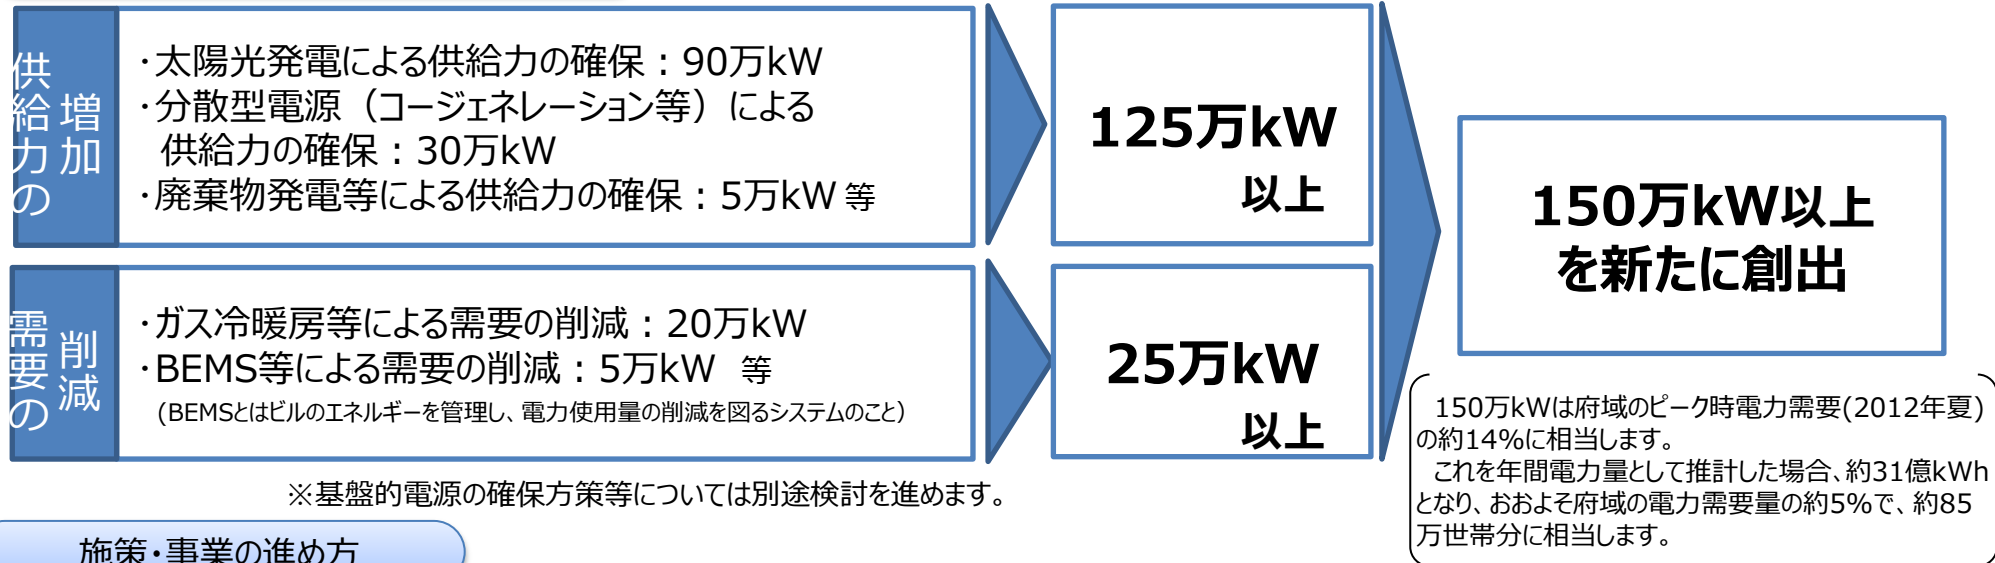 供給力の
増加
・太陽光発電による供給力の確保：90万kW
・分散型電源（コージェネレーション等）による
供給力の確保：30万kW
・廃棄物発電等による供給力の確保：5万kW 等
125万kW
以上
需要の
削減
・ガス冷暖房等による需要の削減：20万kW
・BEMS等による需要の削減：5万kW 等
(BEMSとはビルのエネルギーを管理し、電力使用量の削減を図るシステムのこと)
25万kW
以上
150万kW以上
を新たに創出
150万kWは府域のピーク時電力需要(2012年夏)
の約14%に相当します。
これを年間電力量として推計した場合、約31億kWh
となり、おおよそ府域の電力需要量の約5%で、約85
万世帯分に相当します。
※基盤的電源の確保方策等については別途検討を進めます。
施策・事業の進め方